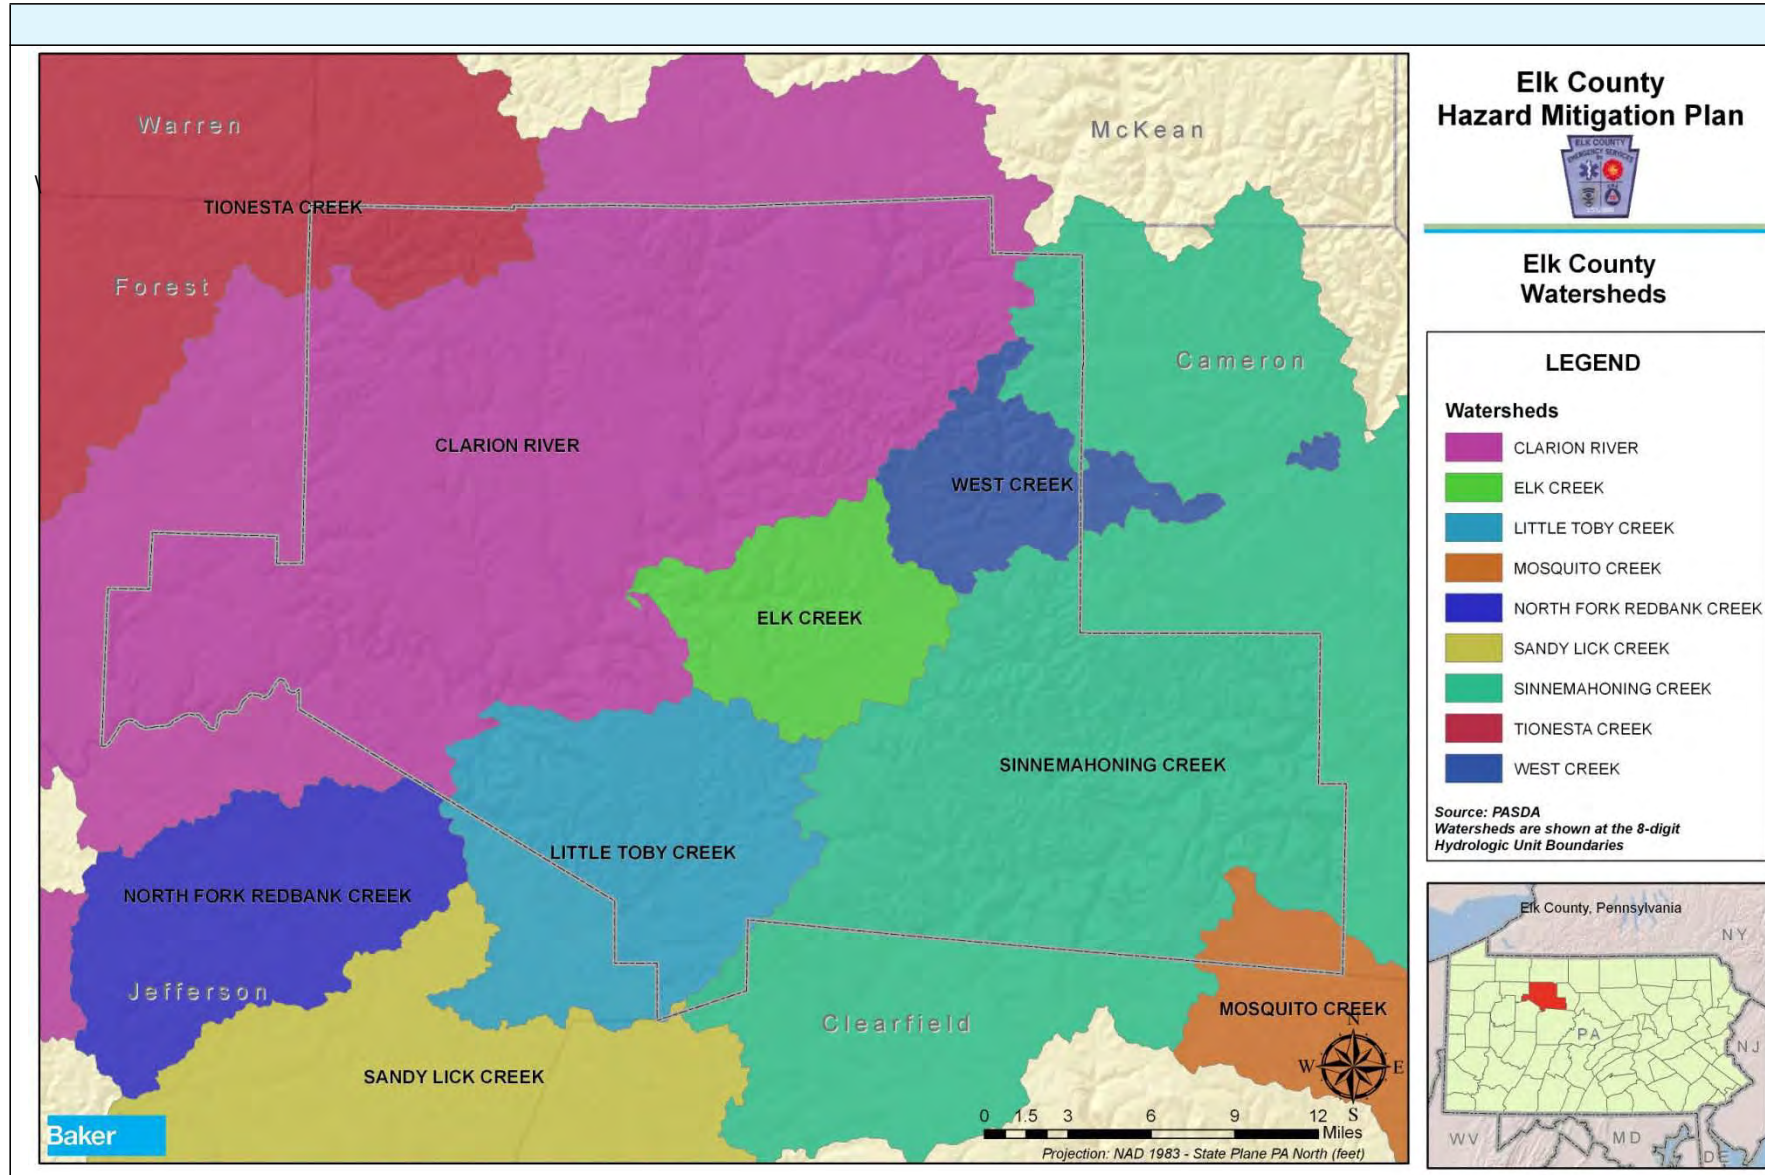 Warren
McKean
TIONESTA CREEK
Forest
Cameron
CLARION RIVER
WEST CREEK
ELK CREEK
SINNEMAHONING CREEK
LITTLE TOBY CREEK
NORTH FORK REDBANK CREEK
Jefferson
Clearfield
MOSQUITO CREEK
SANDY LICK CREEK
N
W E
S
0 1.5 3 6 9 12
Miles
Projection: NAD 1983 - State Plane PA North (feet)
Baker
Elk County
Hazard Mitigation Plan
ELK COUNTY
EMERGENCY SERVICES
Elk County
Watersheds
LEGEND
Watersheds
CLARION RIVER
ELK CREEK
LITTLE TOBY CREEK
MOSQUITO CREEK
NORTH FORK REDBANK CREEK
SANDY LICK CREEK
SINNEMAHONING CREEK
TIONESTA CREEK
WEST CREEK
Source: PASDA
Watersheds are shown at the 8-digit
Hydrologic Unit Boundaries
Elk County, Pennsylvania
NY
PA
NJ
WV
MD
DE